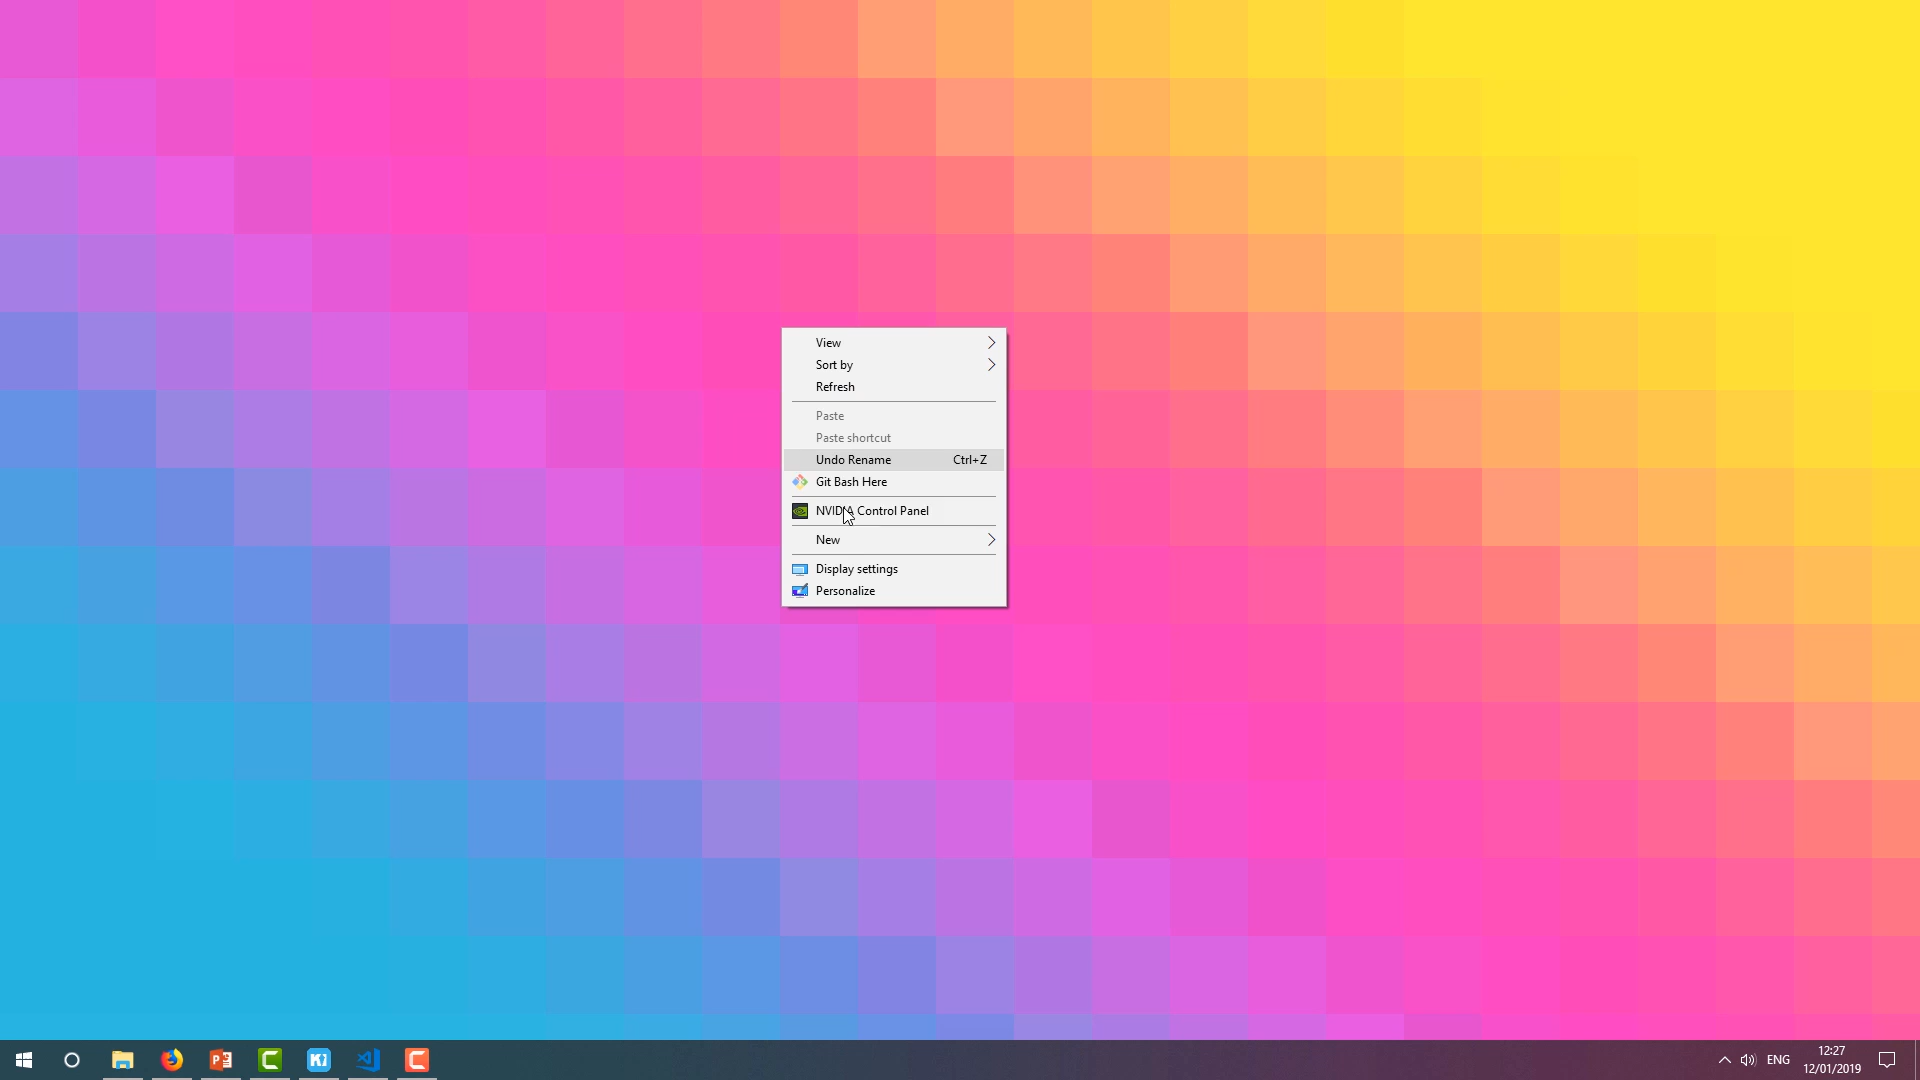 View
Sort by
Refresh
Paste
Paste shortcut
Undo Rename Ctrl+Z
Git Bash Here
NVIDIA Control Panel
New
Display settings
Personalize
ENG
12:27
12/01/2019